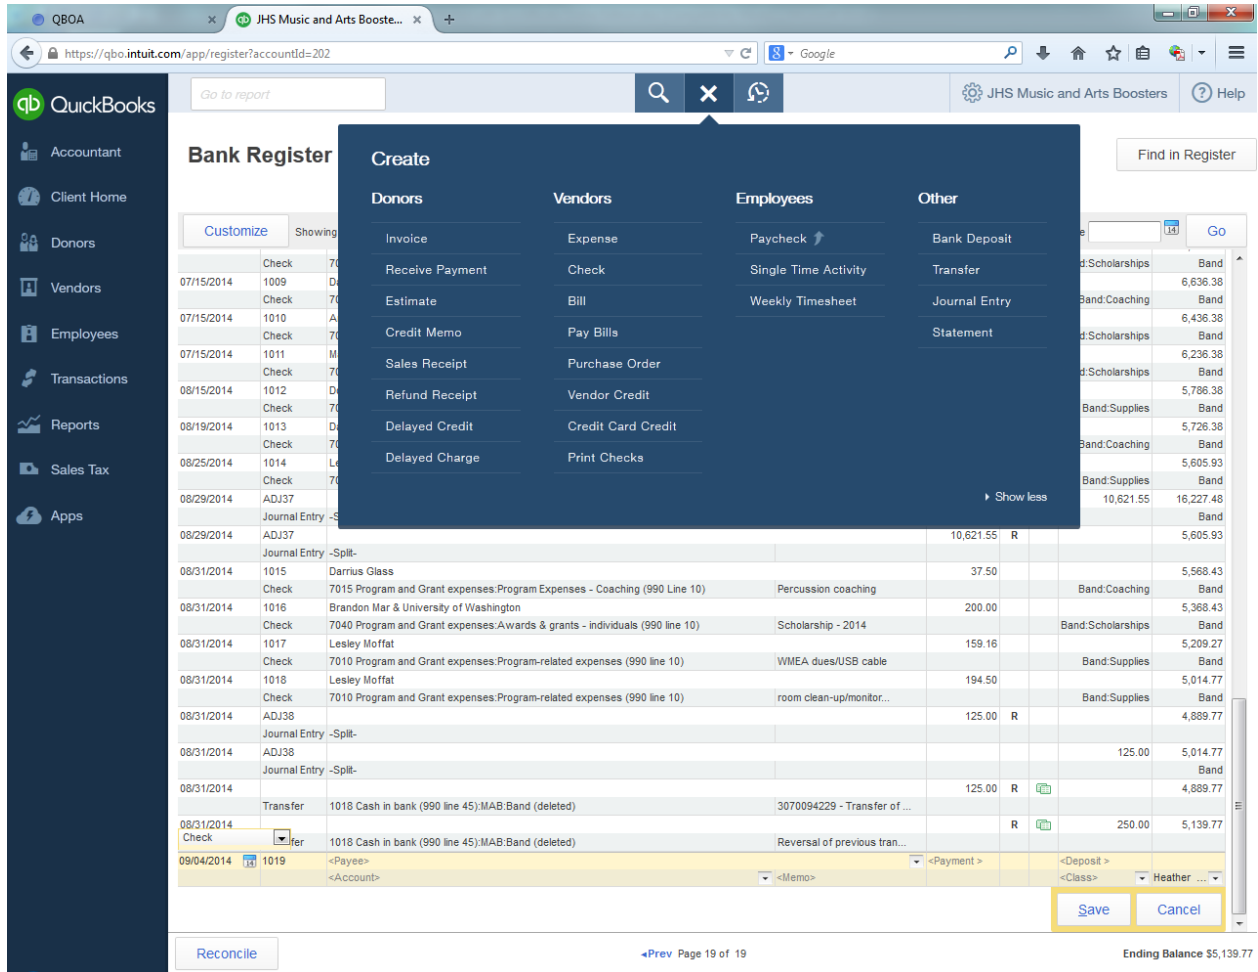 QBOA × JHS Music and Arts Booste... × +
https://qbo.intuit.com/app/register?accountId=202 Google
QuickBooks Go to report JHS Music and Arts Boosters ? Help
Accountant
Client Home
Donors
Vendors
Employees
Transactions
Reports
Sales Tax
Apps
Bank Register Find in Register
Customize Showing Go
Create
Donors Vendors Employees Other
Invoice Expense Paycheck Bank Deposit
Receive Payment Check Single Time Activity Transfer
Estimate Bill Weekly Timesheet Journal Entry
Credit Memo Pay Bills Statement
Sales Receipt Purchase Order
Refund Receipt Vendor Credit
Delayed Credit Credit Card Credit
Delayed Charge Print Checks
Show less
Check 70 d:Scholarships Band
07/15/2014 1009 Da 6,636.38
Check 70 Band:Coaching Band
07/15/2014 1010 A 6,436.38
Check 70 d:Scholarships Band
07/15/2014 1011 M 6,236.38
Check 70 d:Scholarships Band
08/15/2014 1012 5,786.38
Check 70 Band:Supplies Band
08/19/2014 1013 Da 5,726.38
Check 70 Band:Coaching Band
08/25/2014 1014 Le 5,605.93
Check 70 Band:Supplies Band
08/29/2014 ADJ37 10,621.55 16,227.48
Journal Entry -S Band
08/29/2014 ADJ37 10,621.55 R 5,605.93
Journal Entry -Split-
08/31/2014 1015 Darrius Glass 37.50 5,568.43
Check 7015 Program and Grant expenses:Program Expenses - Coaching (990 Line 10) Percussion coaching Band:Coaching Band
08/31/2014 1016 Brandon Mar & University of Washington 200.00 5,368.43
Check 7040 Program and Grant expenses:Awards & grants - individuals (990 line 10) Scholarship - 2014 Band:Scholarships Band
08/31/2014 1017 Lesley Moffat 159.16 5,209.27
Check 7010 Program and Grant expenses:Program-related expenses (990 line 10) WMEA dues/USB cable Band:Supplies Band
08/31/2014 1018 Lesley Moffat 194.50 5,014.77
Check 7010 Program and Grant expenses:Program-related expenses (990 line 10) room clean-up/monitor... Band:Supplies Band
08/31/2014 ADJ38 125.00 R 4,889.77
Journal Entry -Split-
08/31/2014 ADJ38 125.00 5,014.77
Journal Entry -Split- Band
08/31/2014 125.00 R 4,889.77
Transfer 1018 Cash in bank (990 line 45):MAB:Band (deleted) 3070094229 - Transfer of ...
08/31/2014 R 250.00 5,139.77
Check fer 1018 Cash in bank (990 line 45):MAB:Band (deleted) Reversal of previous tran...
09/04/2014 14 1019 <Payee> <Payment > <Deposit >
<Account> <Memo> <Class> Heather ...
Save Cancel
Reconcile Prev Page 19 of 19 Ending Balance $5,139.77